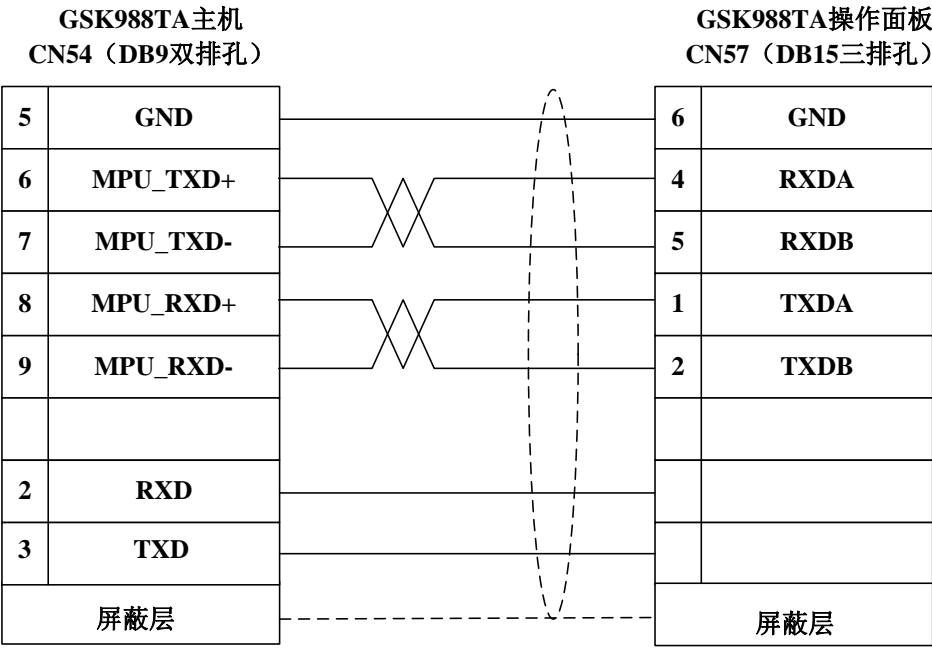 GSK988TA主机
CN54（DB9双排孔）
GSK988TA操作面板
CN57（DB15三排孔）
5 GND 6 GND
6 MPU_TXD+ 4 RXDA
7 MPU_TXD- 5 RXDB
8 MPU_RXD+ 1 TXDA
9 MPU_RXD- 2 TXDB
2 RXD
3 TXD
屏蔽层 屏蔽层